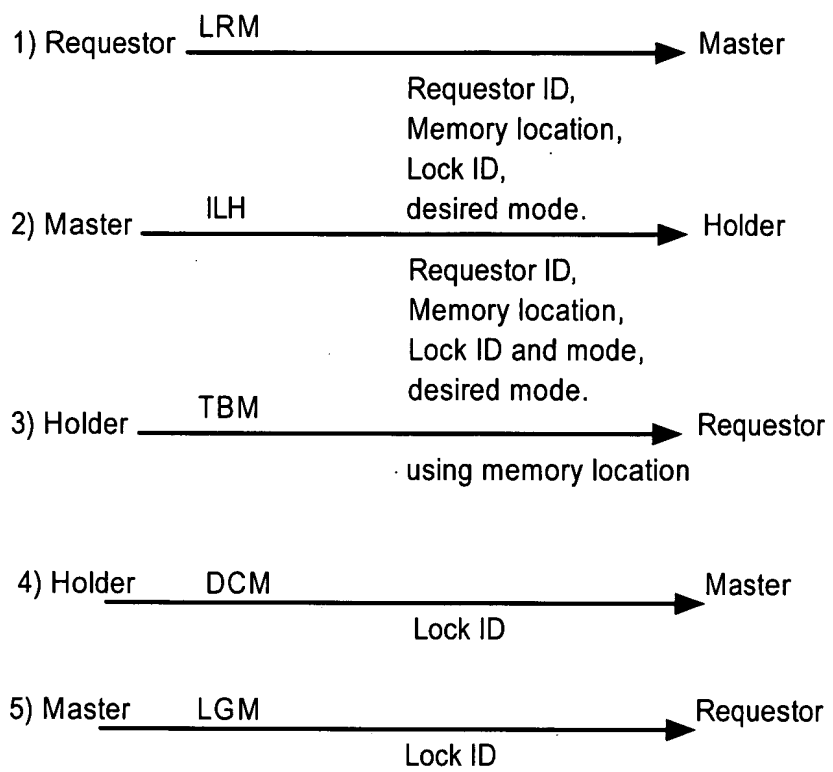 1) Requestor LRM Master
Requestor ID,
Memory location,
Lock ID,
desired mode.
2) Master ILH Holder
Requestor ID,
Memory location,
Lock ID and mode,
desired mode.
3) Holder TBM Requestor
using memory location
4) Holder DCM Master
Lock ID
5) Master LGM Requestor
Lock ID